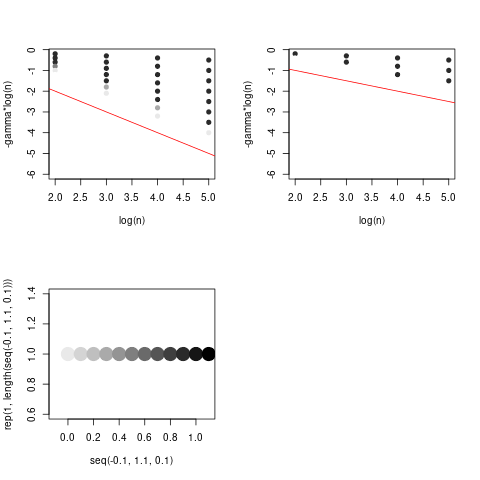 0
-1
-2
-3
-4
-5
-6
-gamma*log(n)
2.0 2.5 3.0 3.5 4.0 4.5 5.0
log(n)
0
-1
-2
-3
-4
-5
-6
-gamma*log(n)
2.0 2.5 3.0 3.5 4.0 4.5 5.0
log(n)
1.4
1.2
1.0
0.8
0.6
rep(1, length(seq(-0.1, 1.1, 0.1)))
0.0 0.2 0.4 0.6 0.8 1.0
seq(-0.1, 1.1, 0.1)